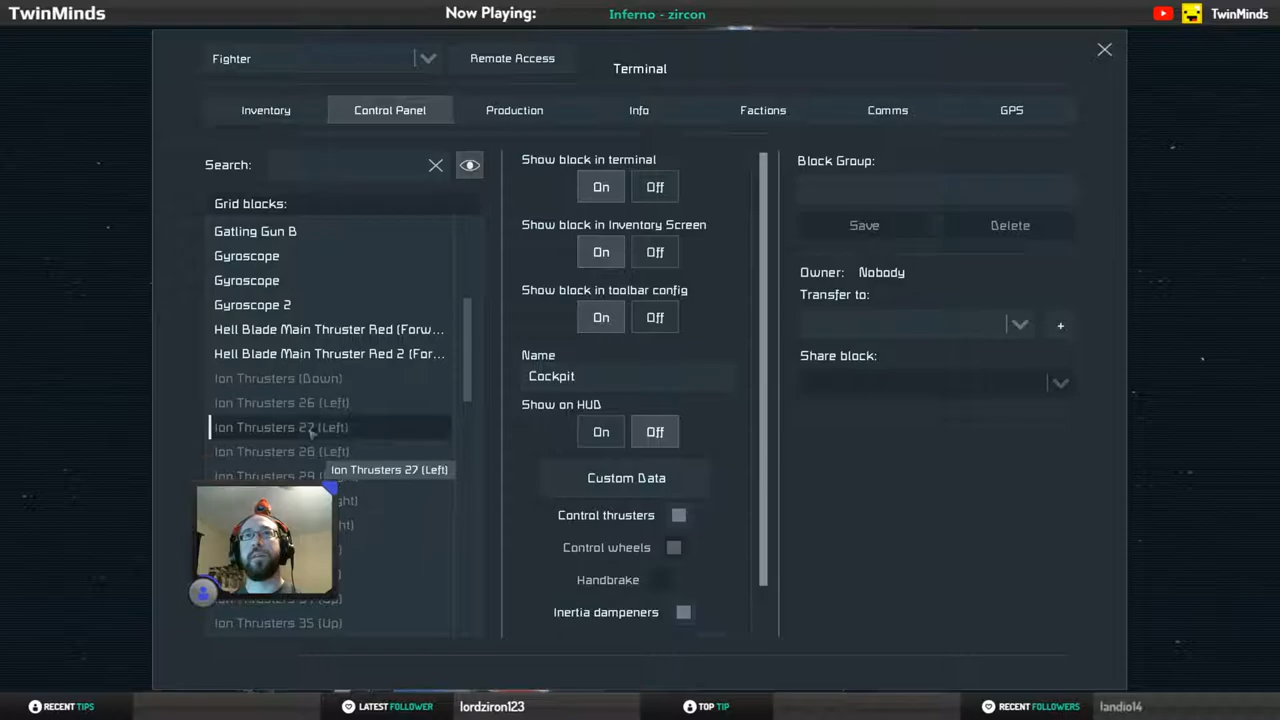 TwinMinds
Now Playing:
Inferno - zircon
TwinMinds
Fighter
Remote Access
Terminal
Inventory
Control Panel
Production
Info
Factions
Comms
GPS
Search:
Grid blocks:
Gatling Gun B
Gyroscope
Gyroscope
Gyroscope 2
Hell Blade Main Thruster Red (Forw...
Hell Blade Main Thruster Red 2 (For...
Ion Thrusters (Down)
Ion Thrusters 26 (Left)
Ion Thrusters 27 (Left)
Ion Thrusters 28 (Left)
Ion Thrusters 29
Ion Thrusters 27 (Left)
Ion Thrusters 35 (Up)
Show block in terminal
On Off
Show block in Inventory Screen
On Off
Show block in toolbar config
On Off
Name
Cockpit
Show on HUD
On Off
Custom Data
Control thrusters
Control wheels
Handbrake
Inertia dampeners
Block Group:
Save
Delete
Owner: Nobody
Transfer to:
+
Share block:
RECENT TIPS
LATEST FOLLOWER
lordziron123
TOP TIP
RECENT FOLLOWERS
landio14